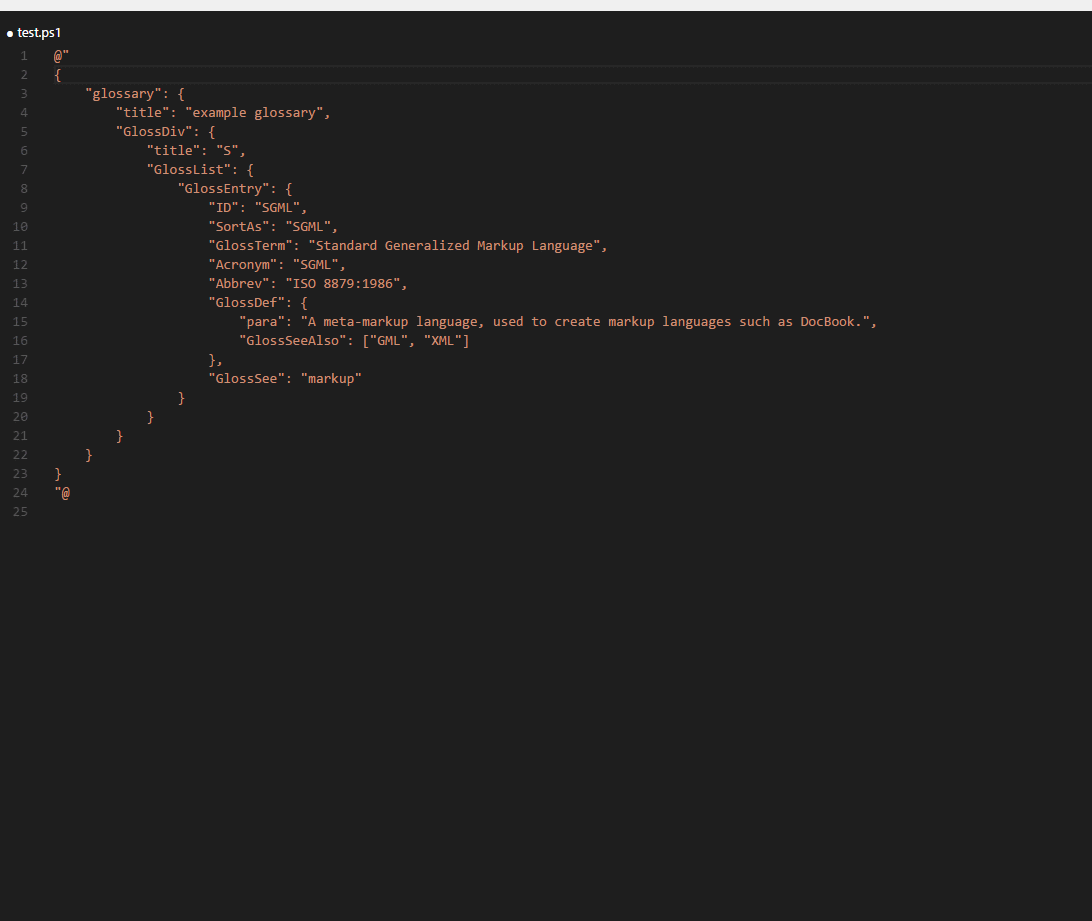 ● test.ps1
1 @"
2 {
3     "glossary": {
4         "title": "example glossary",
5         "GlossDiv": {
6             "title": "S",
7             "GlossList": {
8                 "GlossEntry": {
9                     "ID": "SGML",
10                     "SortAs": "SGML",
11                     "GlossTerm": "Standard Generalized Markup Language",
12                     "Acronym": "SGML",
13                     "Abbrev": "ISO 8879:1986",
14                     "GlossDef": {
15                         "para": "A meta-markup language, used to create markup languages such as DocBook.",
16                         "GlossSeeAlso": ["GML", "XML"]
17                     },
18                     "GlossSee": "markup"
19                 }
20             }
21         }
22     }
23 }
24 "@
25